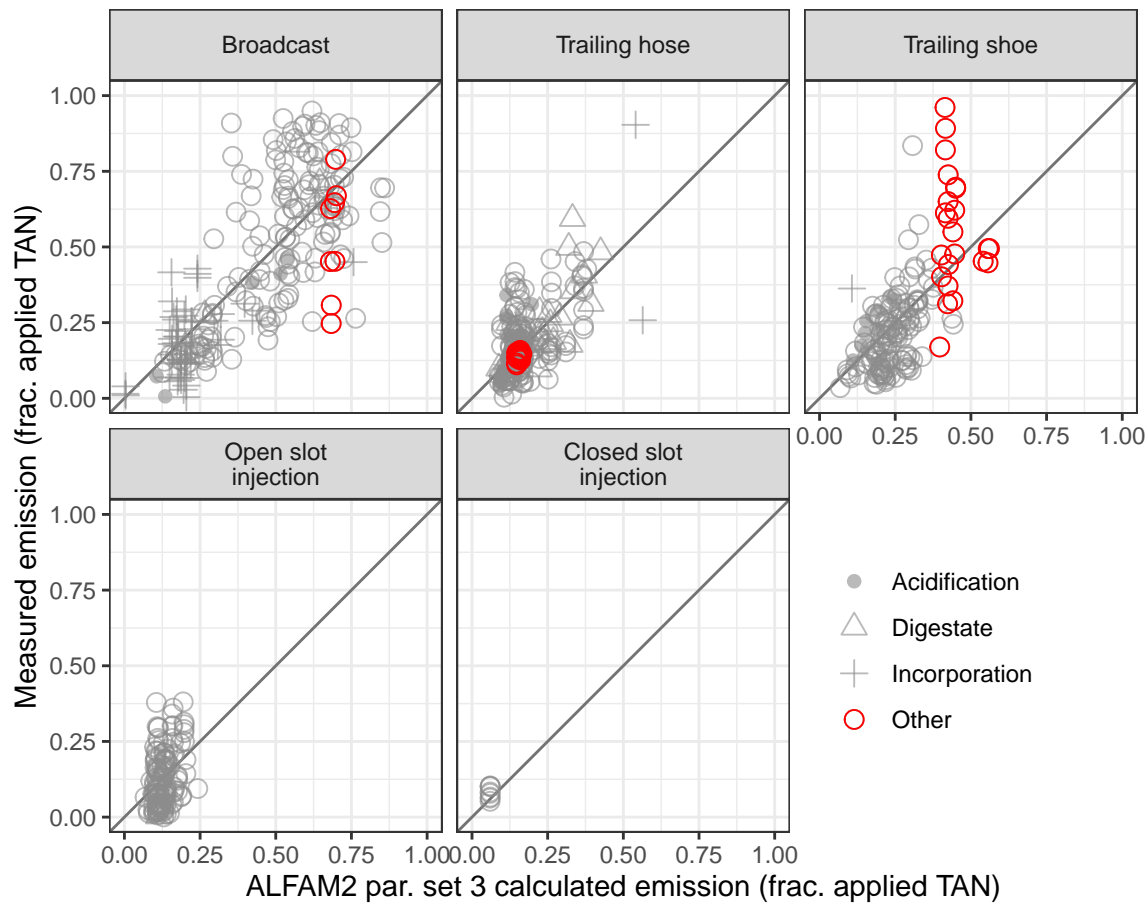 Broadcast
Trailing hose
Trailing shoe
1.00
0.75
0.50
0.25
0.00
0.00 0.25 0.50 0.75 1.00
Open slot
injection
Closed slot
injection
1.00
0.75
0.50
0.25
0.00
0.00 0.25 0.50 0.75 1.00
0.00 0.25 0.50 0.75 1.00
Measured emission (frac. applied TAN)
ALFAM2 par. set 3 calculated emission (frac. applied TAN)
Acidification
Digestate
Incorporation
Other